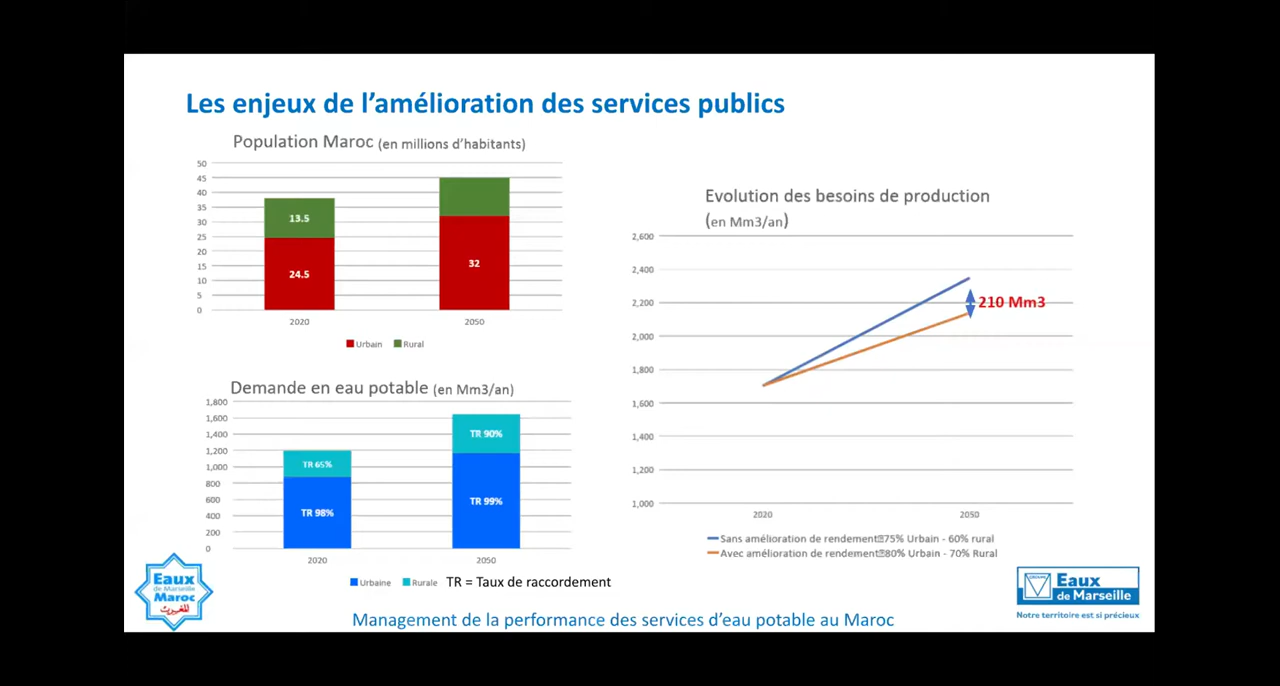 Les enjeux de l’amélioration des services publics
Population Maroc (en millions d’habitants)
50
45
40
35
30
25
20
15
10
5
0
13.5
24.5
32
2020
2050
Urbain
Rural
Demande en eau potable (en Mm3/an)
1,800
1,600
1,400
1,200
1,000
800
600
400
200
0
TR 65%
TR 98%
TR 90%
TR 99%
2020
2050
Urbaine
Rurale
TR = Taux de raccordement
Evolution des besoins de production
(en Mm3/an)
2,600
2,400
2,200
2,000
1,800
1,600
1,400
1,200
1,000
210 Mm3
2020
2050
Sans amélioration de rendement 75% Urbain - 60% rural
Avec amélioration de rendement 80% Urbain - 70% Rural
Eaux
de Marseille
Maroc
للمغرب
GROUPE
Eaux
de Marseille
Notre territoire est si précieux
Management de la performance des services d’eau potable au Maroc